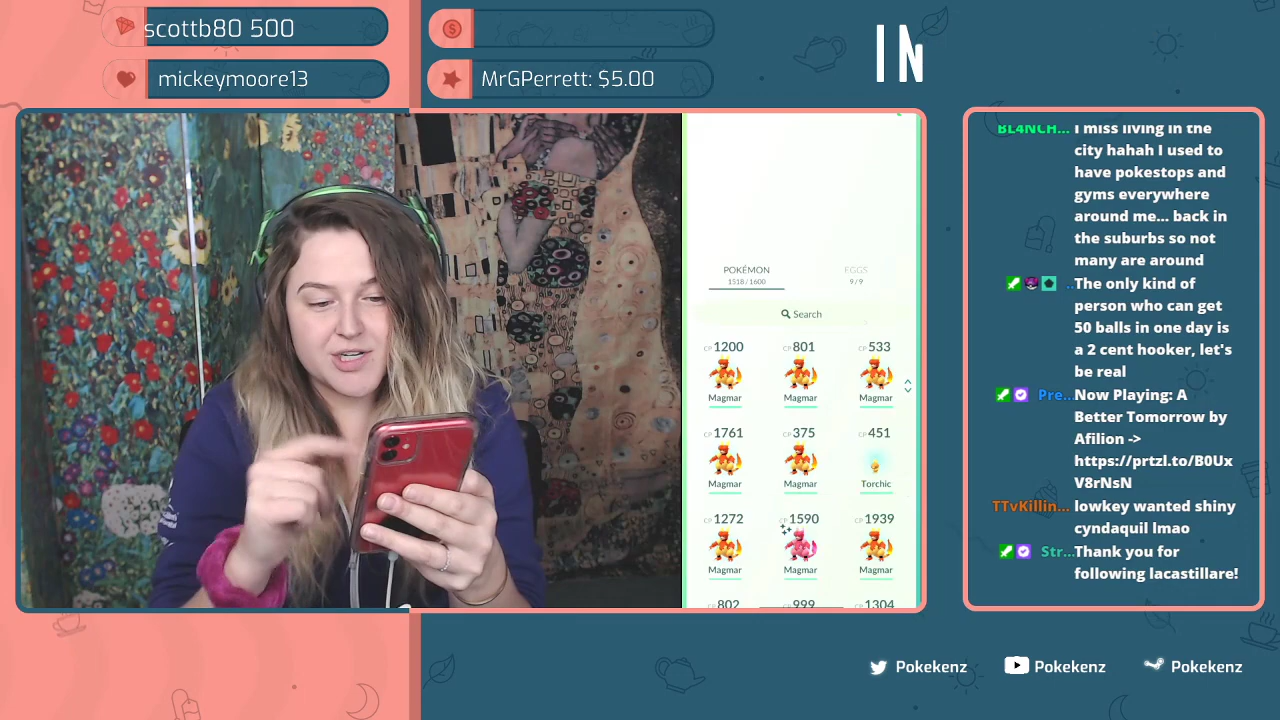 scottb80 500
mickeymoore13
MrGPerrett: $5.00
IN
POKÉMON
1518 / 1600
EGGS
9 / 9
Search
CP 1200
CP 801
CP 533
Magmar
Magmar
Magmar
CP 1761
CP 375
CP 451
Magmar
Magmar
Torchic
CP 1272
CP 1590
CP 1939
Magmar
Magmar
Magmar
802
999
1304
BL4NCH... I miss living in the
city hahah I used to
have pokestops and
gyms everywhere
around me... back in
the suburbs so not
many are around
..The only kind of
person who can get
50 balls in one day is
a 2 cent hooker, let's
be real
Pre...Now Playing: A
Better Tomorrow by
Afilion ->
https://prtzl.to/B0Ux
V8rNsN
TTvKillin... lowkey wanted shiny
cyndaquil lmao
Str...Thank you for
following lacastillare!
Pokekenz
Pokekenz
Pokekenz